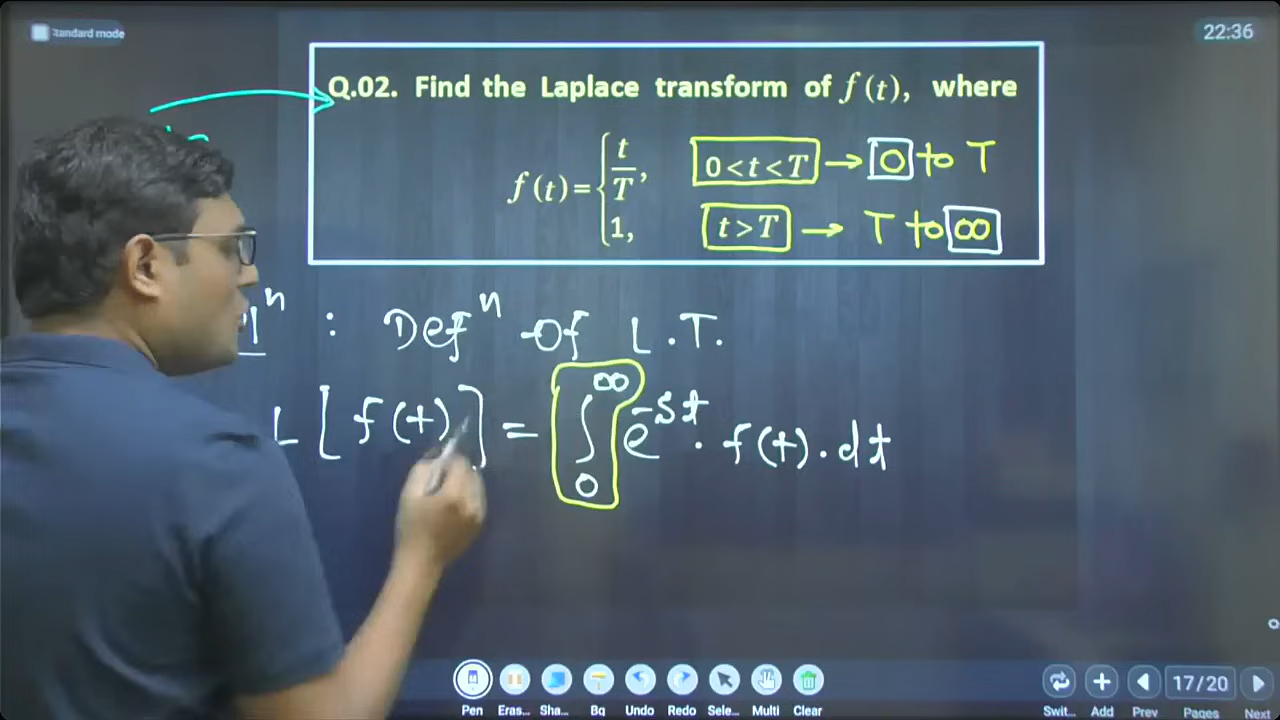 Standard mode
22:36
Q.02. Find the Laplace transform of f(t), where
f(t)= { t/T, 0<t<T → 0 to T
1, t>T → T to ∞
n : Defⁿ of L.T.
L[f(t)] = ∫₀^∞ e^-st . f(t) . dt
Pen Eras... Sha... Bg Undo Redo Sele... Multi Clear
Swit... Add Prev 17/20 Pages Next